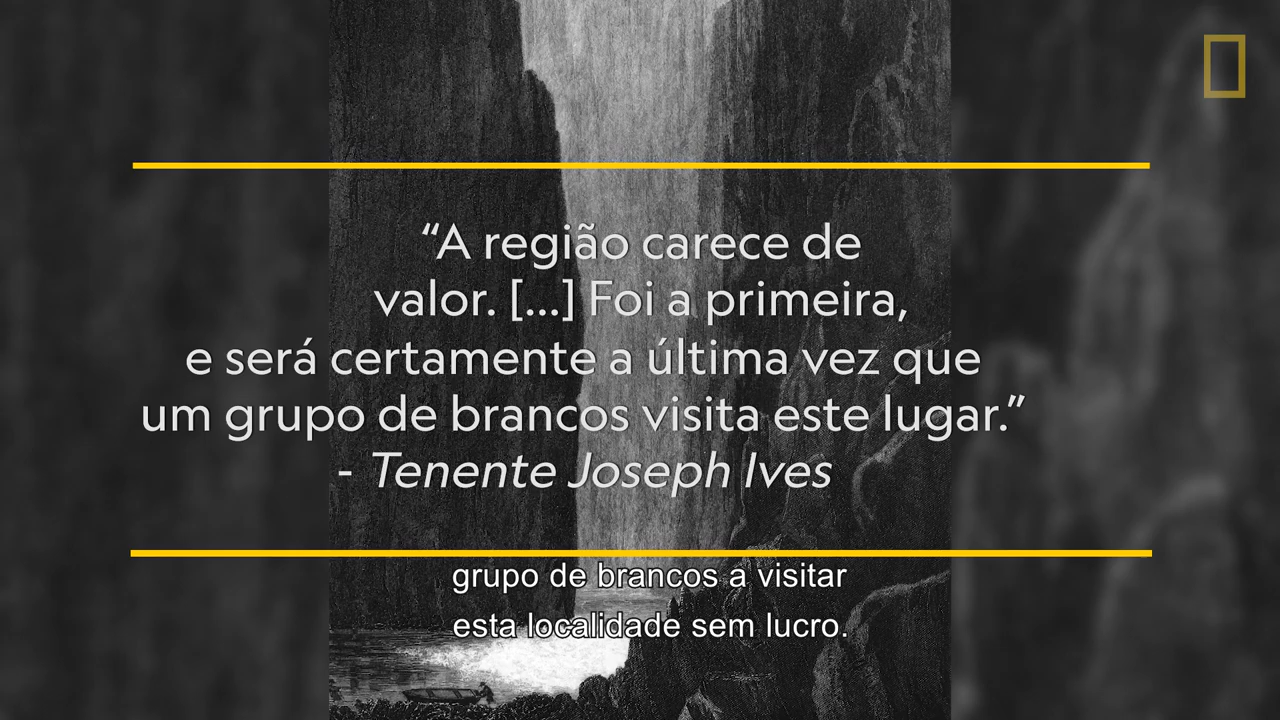 “A região carece de
valor. [...] Foi a primeira,
e será certamente a última vez que
um grupo de brancos visita este lugar.”
- Tenente Joseph Ives
grupo de brancos a visitar
esta localidade sem lucro.